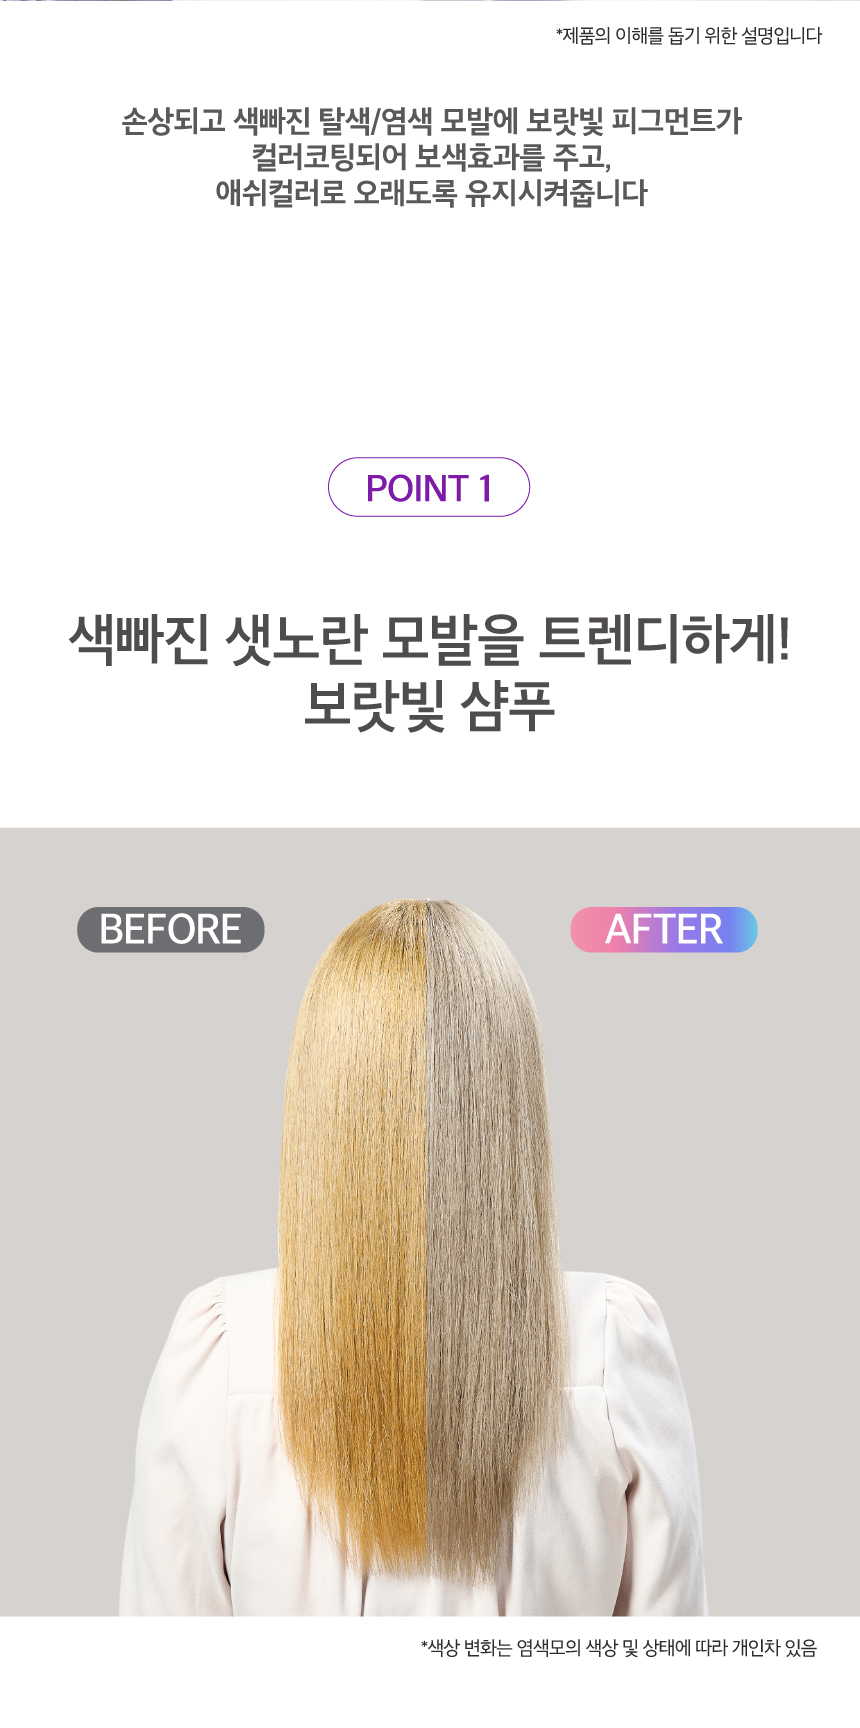 *제품의 이해를 돕기 위한 설명입니다
손상되고 색빠진 탈색/염색 모발에 보랏빛 피그먼트가
컬러코팅되어 보색효과를 주고,
애쉬컬러로 오래도록 유지시켜줍니다
POINT 1
색빠진 샛노란 모발을 트렌디하게!
보랏빛 샴푸
BEFORE
AFTER
*색상 변화는 염색모의 색상 및 상태에 따라 개인차 있음